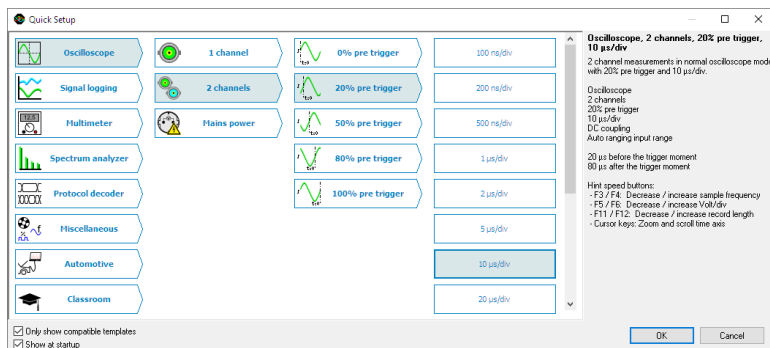 Quick Setup
Oscilloscope
Signal logging
Multimeter
Spectrum analyzer
Protocol decoder
Miscellaneous
Automotive
Classroom
1 channel
2 channels
Mains power
0% pre trigger
20% pre trigger
50% pre trigger
80% pre trigger
100% pre trigger
100 ns/div
200 ns/div
500 ns/div
1 µs/div
2 µs/div
5 µs/div
10 µs/div
20 µs/div
Oscilloscope, 2 channels, 20% pre trigger,
10 µs/div
2 channel measurements in normal oscilloscope mode
with 20% pre trigger and 10 µs/div.
Oscilloscope
2 channels
20% pre trigger
10 µs/div
DC coupling
Auto ranging input range
20 µs before the trigger moment
80 µs after the trigger moment
Hint speed buttons:
- F3 / F4: Decrease / increase sample frequency
- F5 / F6: Decrease / increase Volt/div
- F11 / F12: Decrease / increase record length
- Cursor keys: Zoom and scroll time axis
Only show compatible templates
Show at startup
OK
Cancel